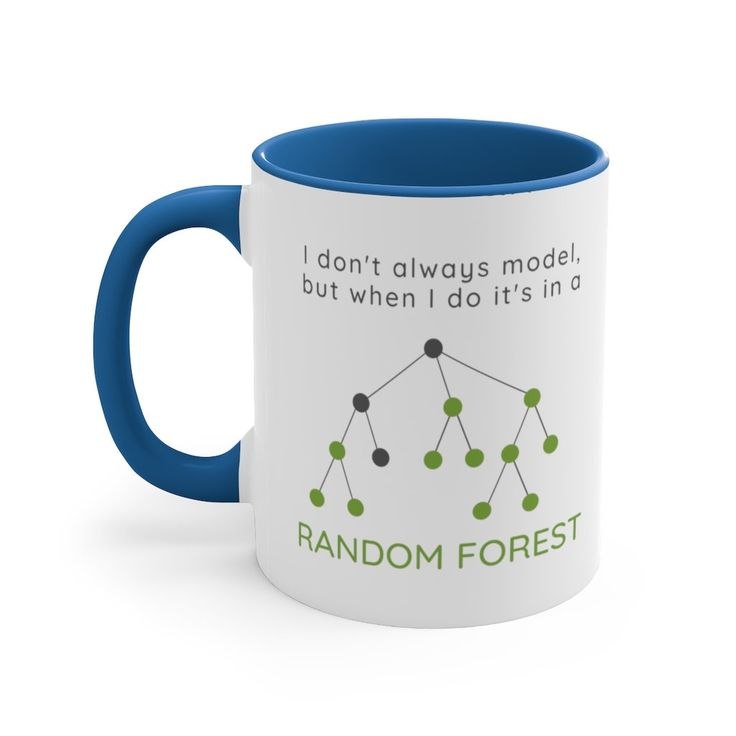 I don't always model,
but when I do it's in a
RANDOM FOREST